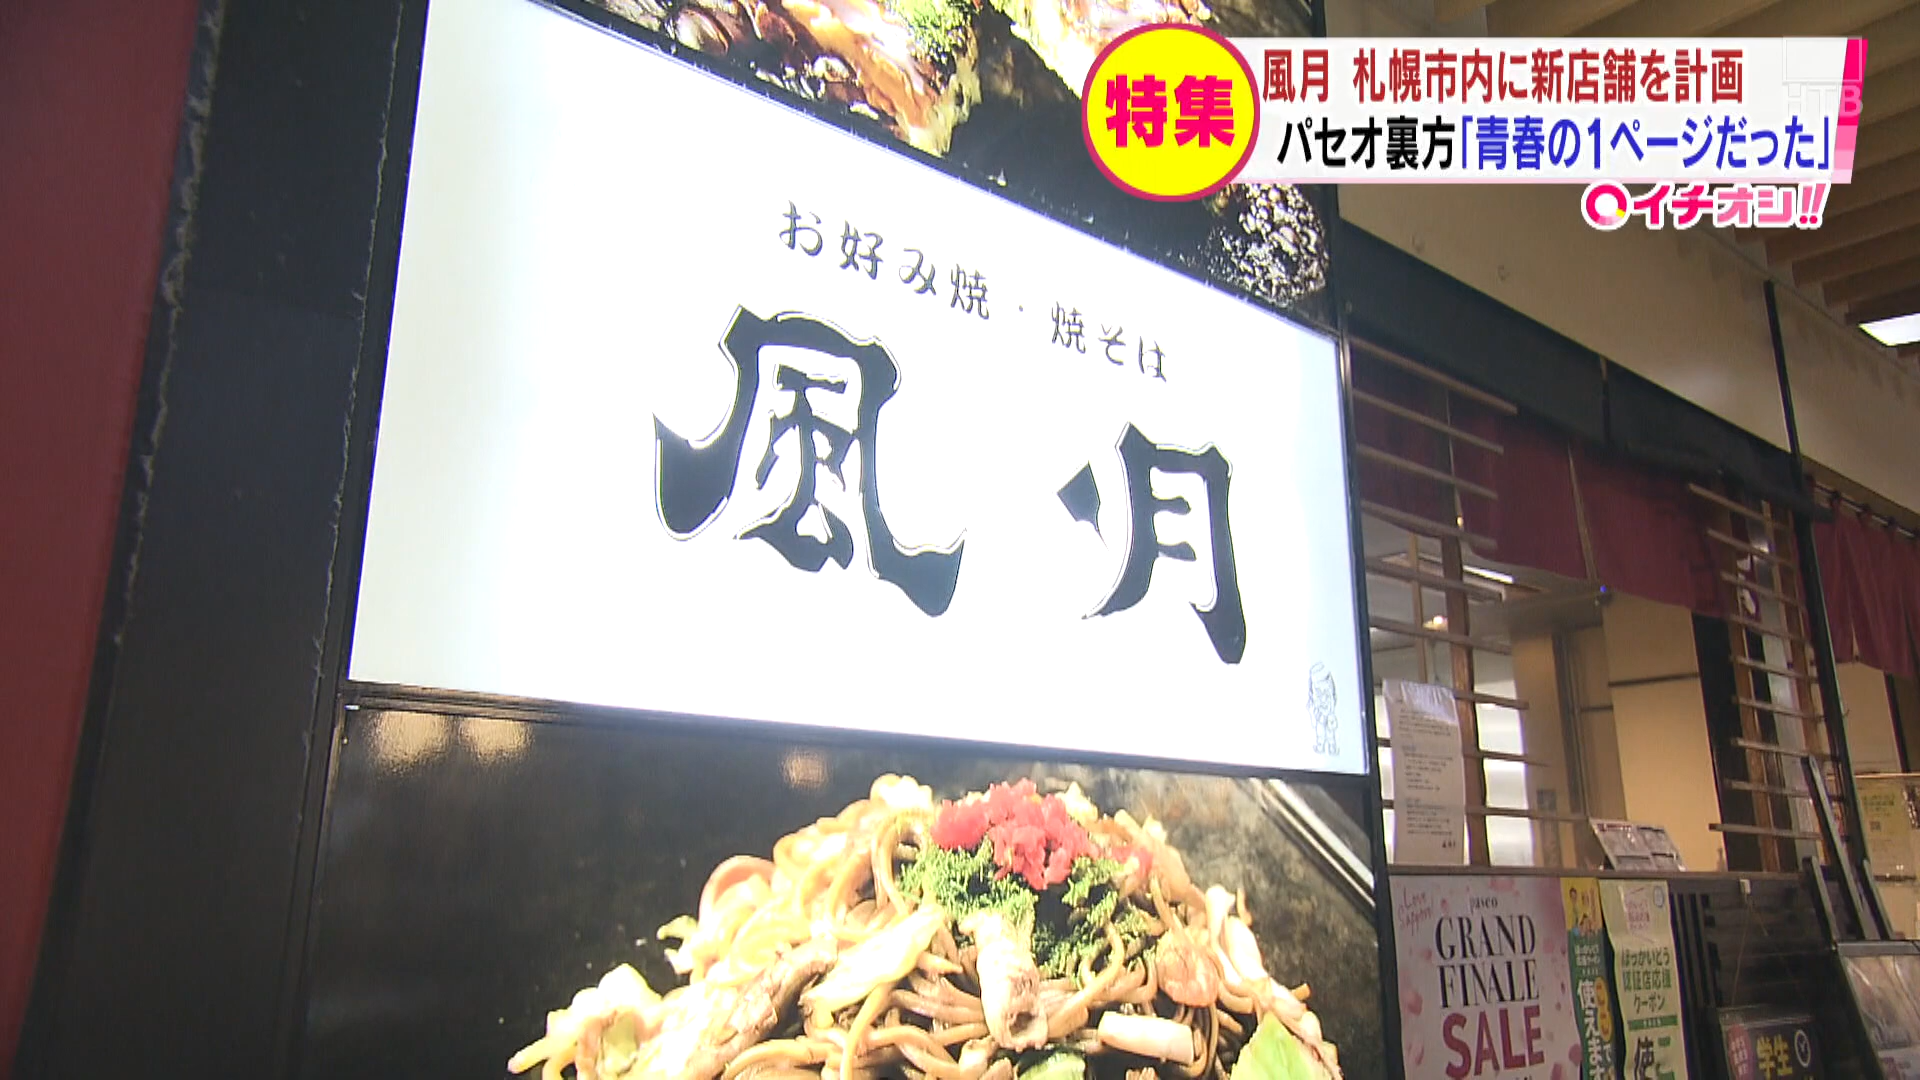 特集
風月 札幌市内に新店舗を計画
パセオ裏方「青春の1ページだった」
HTB
イチオシ!!
お好み焼・焼そば
風月
Love Sapporo!
paseo
GRAND
FINALE
SALE
ほっかいどう
認証店応援
クーポン
使え
学生